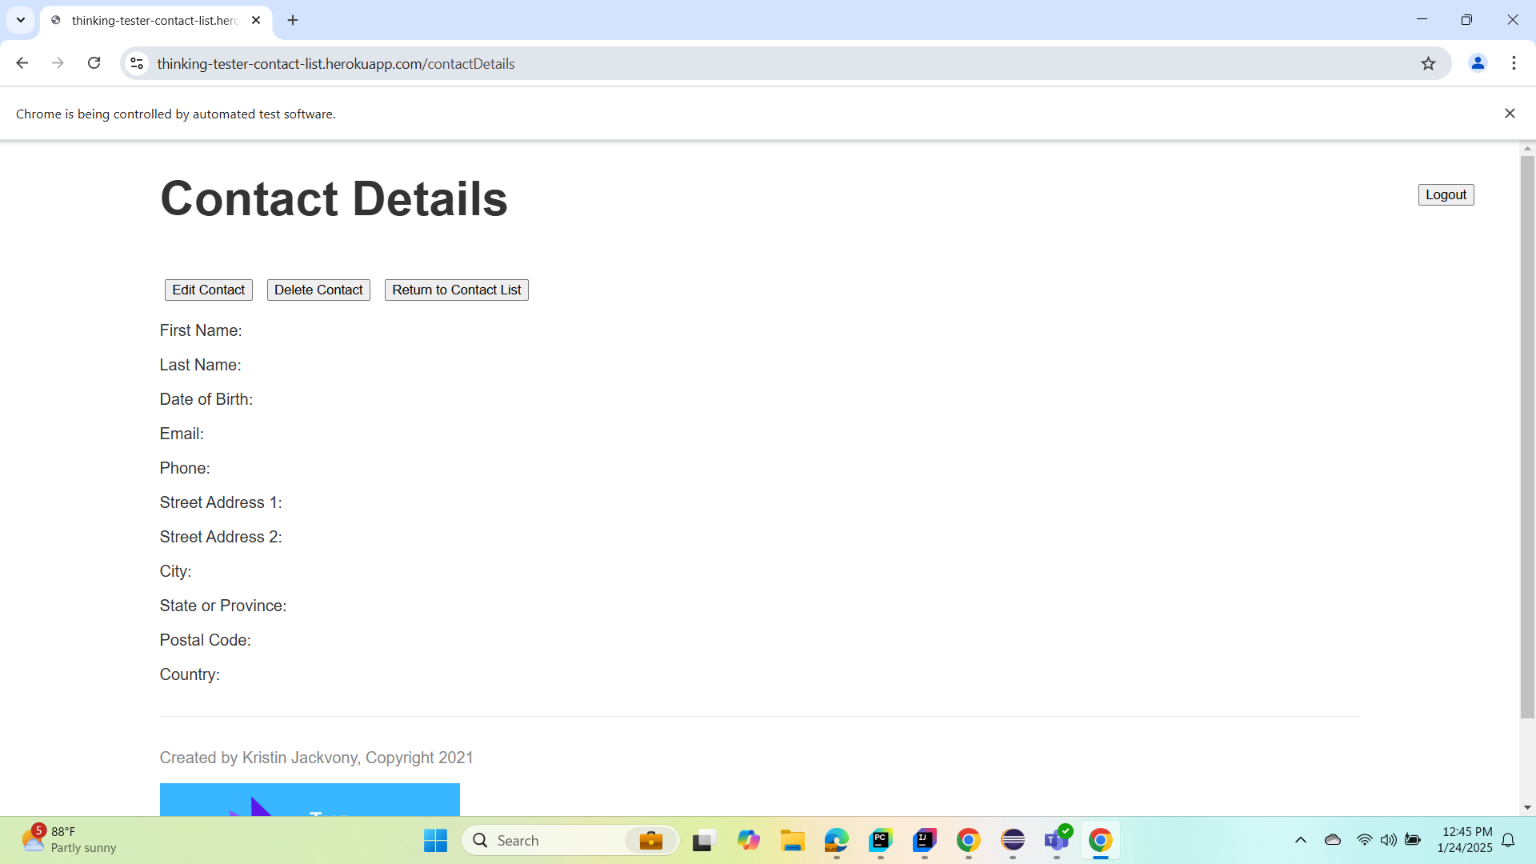 thinking-tester-contact-list.herc
thinking-tester-contact-list.herokuapp.com/contactDetails
Chrome is being controlled by automated test software.
Contact Details
Logout
Edit Contact Delete Contact Return to Contact List
First Name:
Last Name:
Date of Birth:
Email:
Phone:
Street Address 1:
Street Address 2:
City:
State or Province:
Postal Code:
Country:
Created by Kristin Jackvony, Copyright 2021
5
88°F
Partly sunny
Search
PC
IJ
T
12:45 PM
1/24/2025